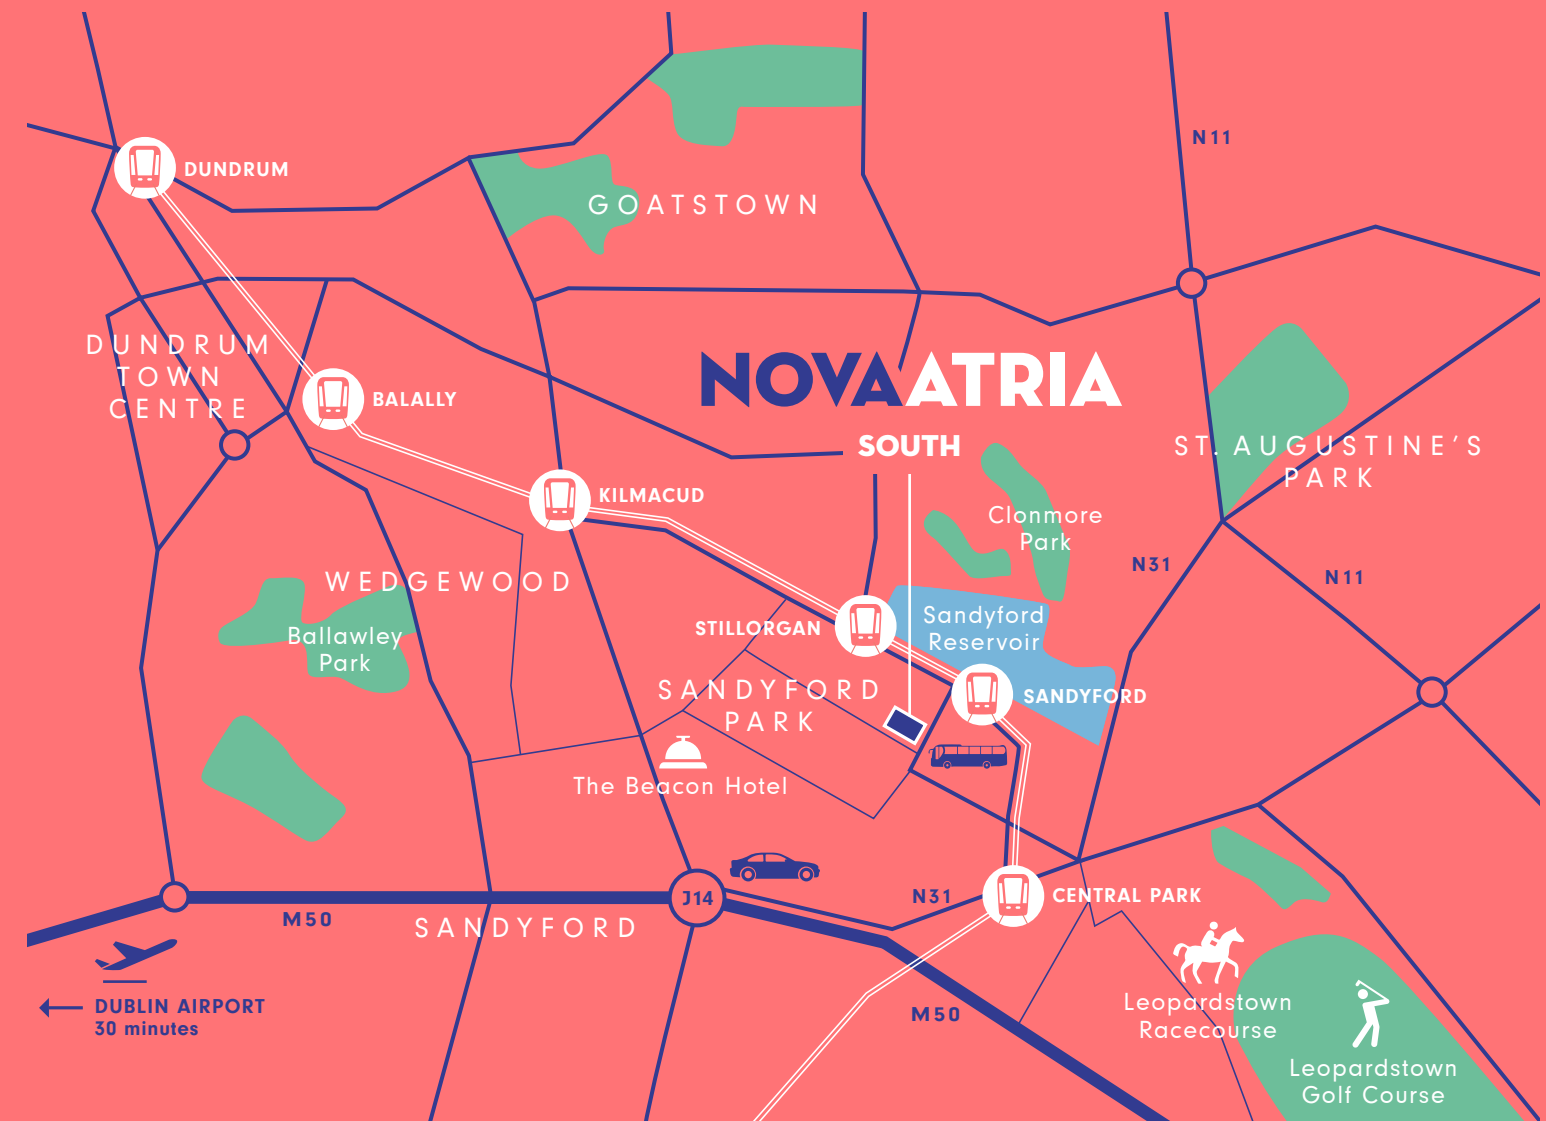 N11
DUNDRUM
GOATSTOWN
DUNDRUM
TOWN
CENTRE
BALALLY
NOVAATRIA
SOUTH
ST. AUGUSTINE’S
PARK
KILMACUD
Clonmore
Park
N31
N11
WEDGEWOOD
Ballawley
Park
STILLORGAN
Sandyford
Reservoir
SANDYFORD
PARK
SANDYFORD
The Beacon Hotel
J14
N31
CENTRAL PARK
M50
SANDYFORD
DUBLIN AIRPORT
30 minutes
M50
Leopardstown
Racecourse
Leopardstown
Golf Course